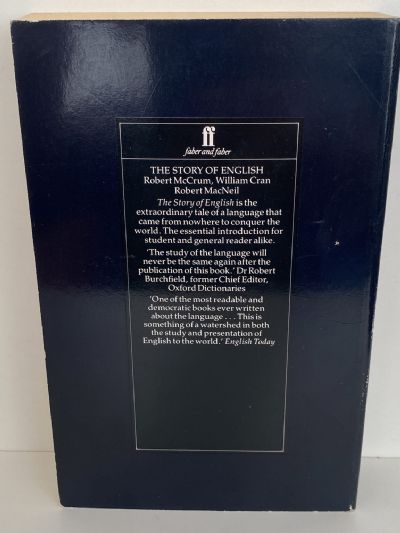 ff
faber and faber
THE STORY OF ENGLISH
Robert McCrum, William Cran
Robert MacNeil
The Story of English is the
extraordinary tale of a language that
came from nowhere to conquer the
world. The essential introduction for
student and general reader alike.
'The study of the language will
never be the same again after the
publication of this book.' Dr Robert
Burchfield, former Chief Editor,
Oxford Dictionaries
'One of the most readable and
democratic books ever written
about the language . . . This is
something of a watershed in both
the study and presentation of
English to the world.' English Today